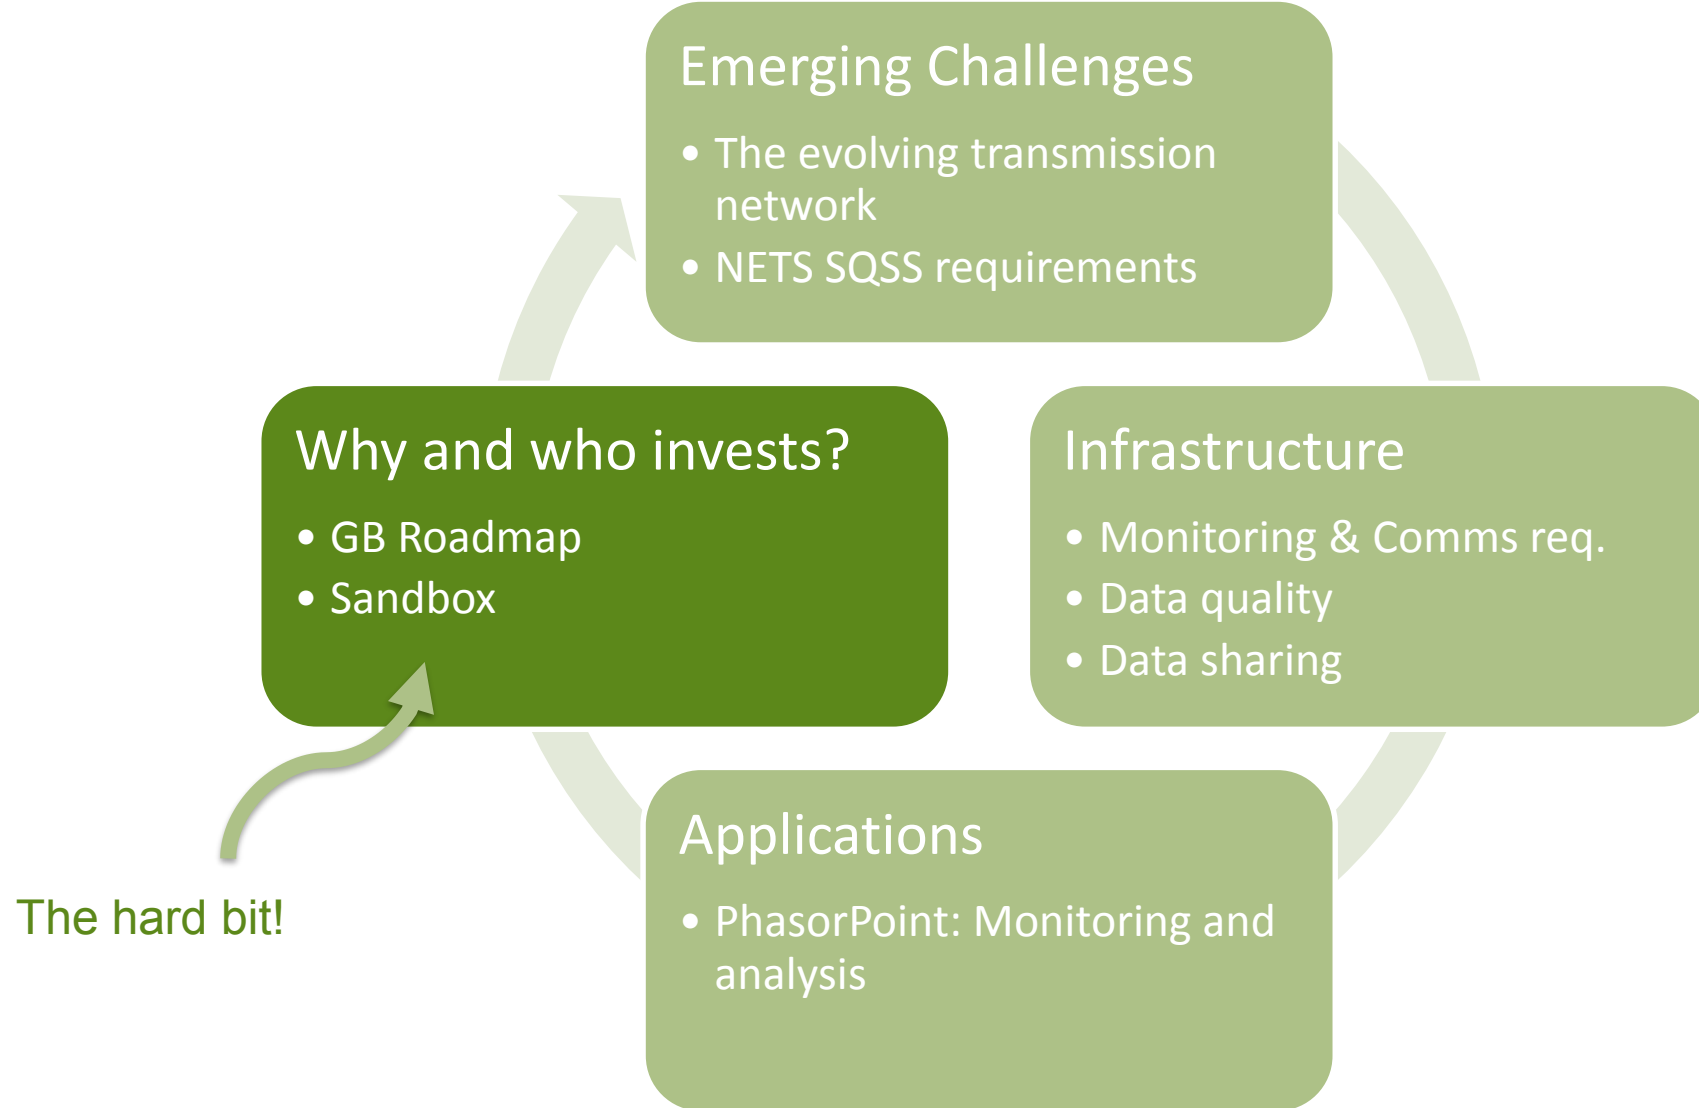 Emerging Challenges
• The evolving transmission
network
• NETS SQSS requirements
Why and who invests?
• GB Roadmap
• Sandbox
Infrastructure
• Monitoring & Comms req.
• Data quality
• Data sharing
Applications
• PhasorPoint: Monitoring and
analysis
The hard bit!